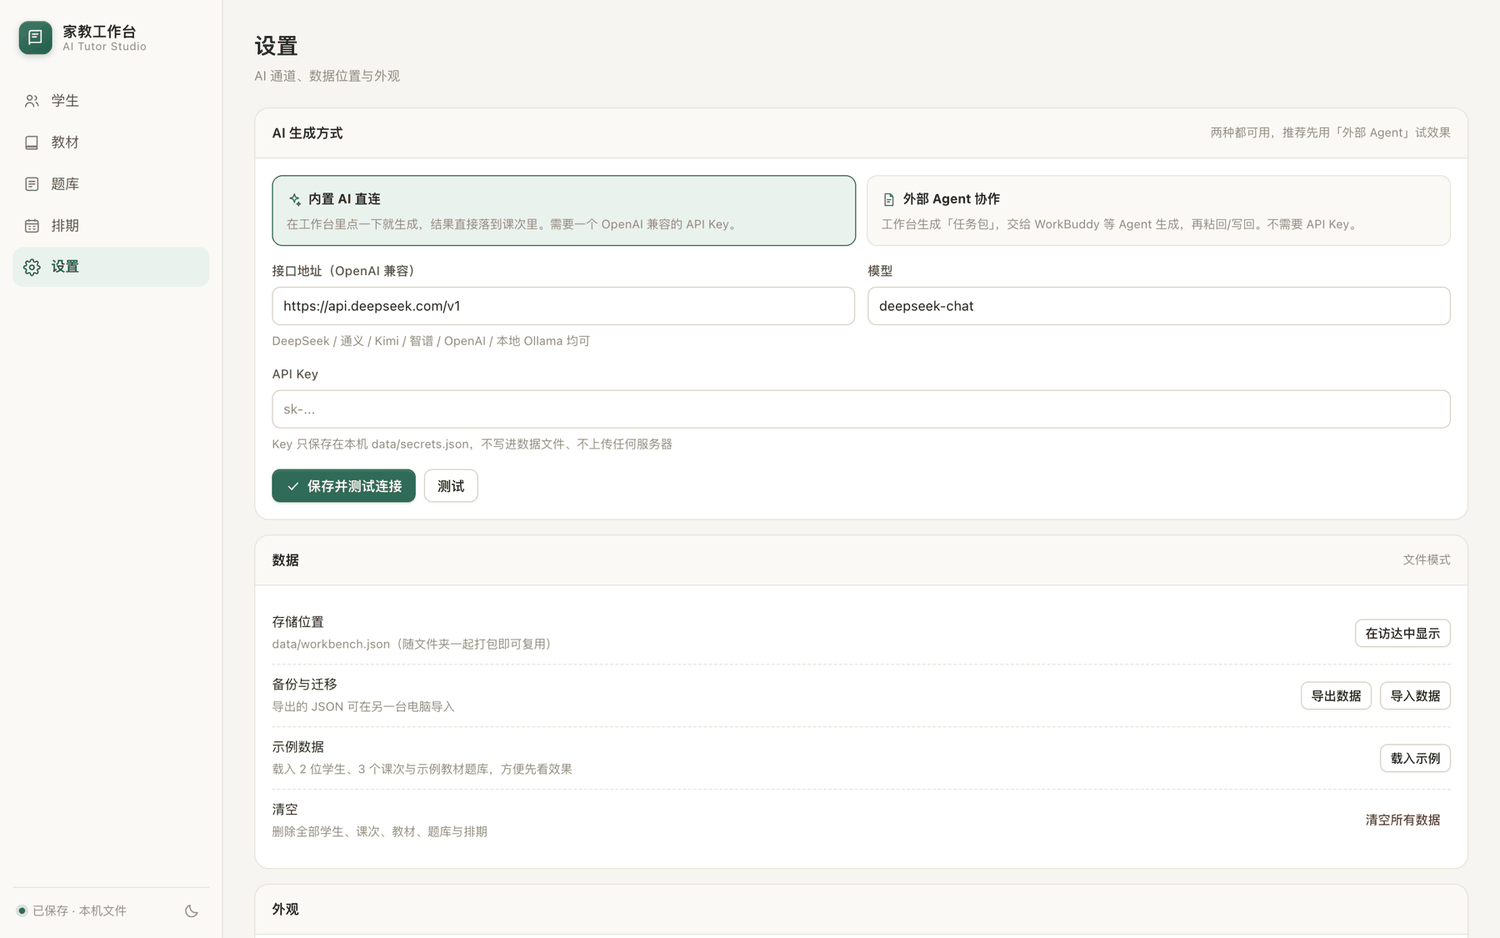 家教工作台
AI Tutor Studio
学生
教材
题库
排期
设置
已保存 · 本机文件
设置
AI 通道、数据位置与外观
AI 生成方式
两种都可用，推荐先用「外部 Agent」试效果
内置 AI 直连
在工作台里点一下就生成，结果直接落到课次里。需要一个 OpenAI 兼容的 API Key。
外部 Agent 协作
工作台生成「任务包」，交给 WorkBuddy 等 Agent 生成，再粘回/写回。不需要 API Key。
接口地址（OpenAI 兼容）
https://api.deepseek.com/v1
DeepSeek / 通义 / Kimi / 智谱 / OpenAI / 本地 Ollama 均可
模型
deepseek-chat
API Key
sk-...
Key 只保存在本机 data/secrets.json，不写进数据文件、不上传任何服务器
保存并测试连接
测试
数据
文件模式
存储位置
data/workbench.json（随文件夹一起打包即可复用）
在访达中显示
备份与迁移
导出的 JSON 可在另一台电脑导入
导出数据
导入数据
示例数据
载入 2 位学生、3 个课次与示例教材题库，方便先看效果
载入示例
清空
删除全部学生、课次、教材、题库与排期
清空所有数据
外观